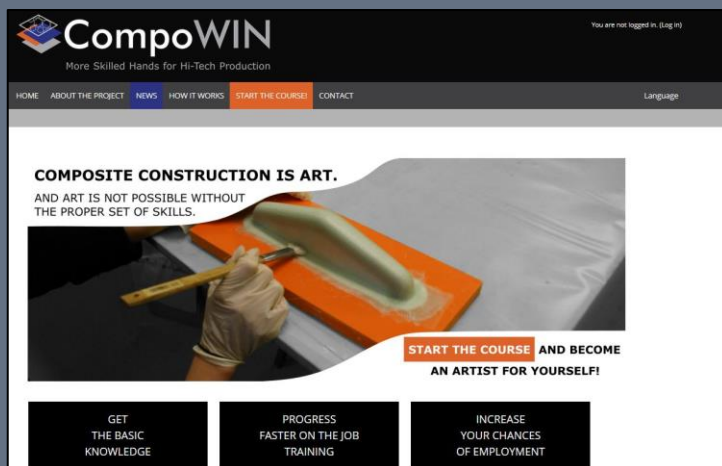 CompoWIN
More Skilled Hands for Hi-Tech Production
You are not logged in. (Log in)
HOME ABOUT THE PROJECT NEWS HOW IT WORKS START THE COURSE! CONTACT Language
COMPOSITE CONSTRUCTION IS ART.
AND ART IS NOT POSSIBLE WITHOUT
THE PROPER SET OF SKILLS.
START THE COURSE AND BECOME
AN ARTIST FOR YOURSELF!
GET
THE BASIC
KNOWLEDGE
PROGRESS
FASTER ON THE JOB
TRAINING
INCREASE
YOUR CHANCES
OF EMPLOYMENT